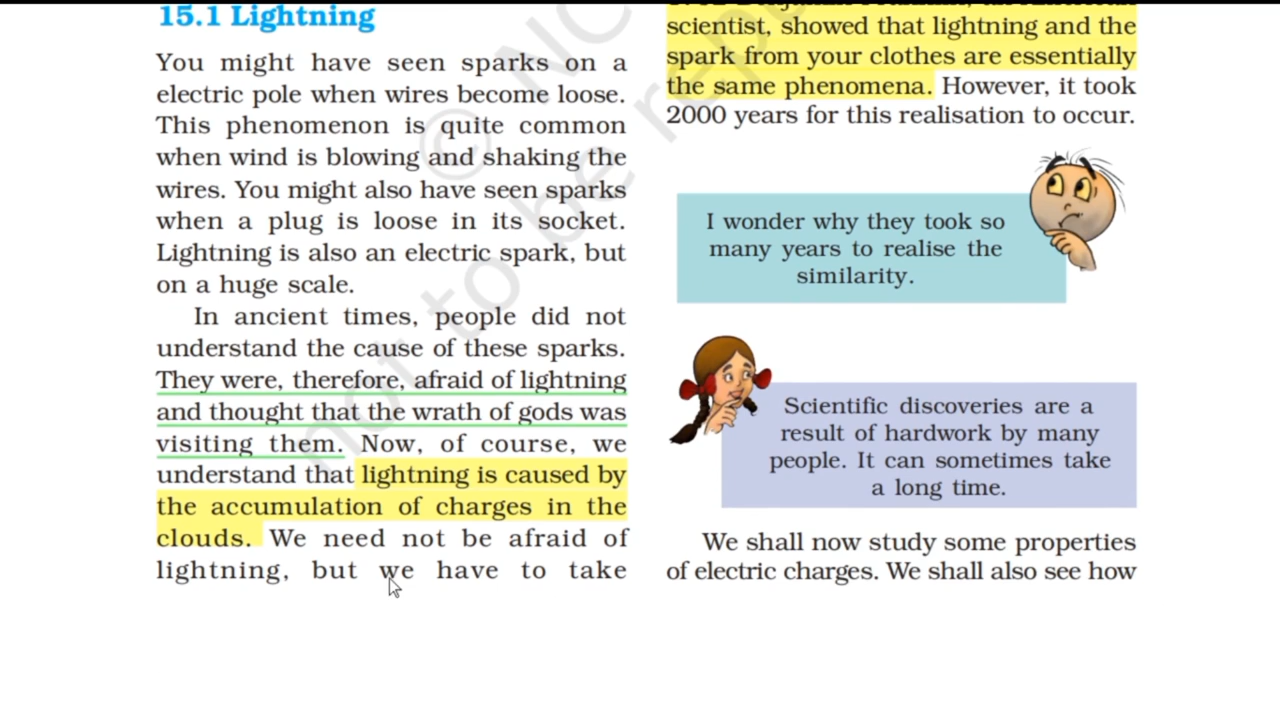 15.1 Lightning
You might have seen sparks on a
electric pole when wires become loose.
This phenomenon is quite common
when wind is blowing and shaking the
wires. You might also have seen sparks
when a plug is loose in its socket.
Lightning is also an electric spark, but
on a huge scale.
In ancient times, people did not
understand the cause of these sparks.
They were, therefore, afraid of lightning
and thought that the wrath of gods was
visiting them. Now, of course, we
understand that lightning is caused by
the accumulation of charges in the
clouds. We need not be afraid of
lightning, but we have to take
scientist, showed that lightning and the
spark from your clothes are essentially
the same phenomena. However, it took
2000 years for this realisation to occur.
I wonder why they took so
many years to realise the
similarity.
Scientific discoveries are a
result of hardwork by many
people. It can sometimes take
a long time.
We shall now study some properties
of electric charges. We shall also see how
© NC
not to be repu